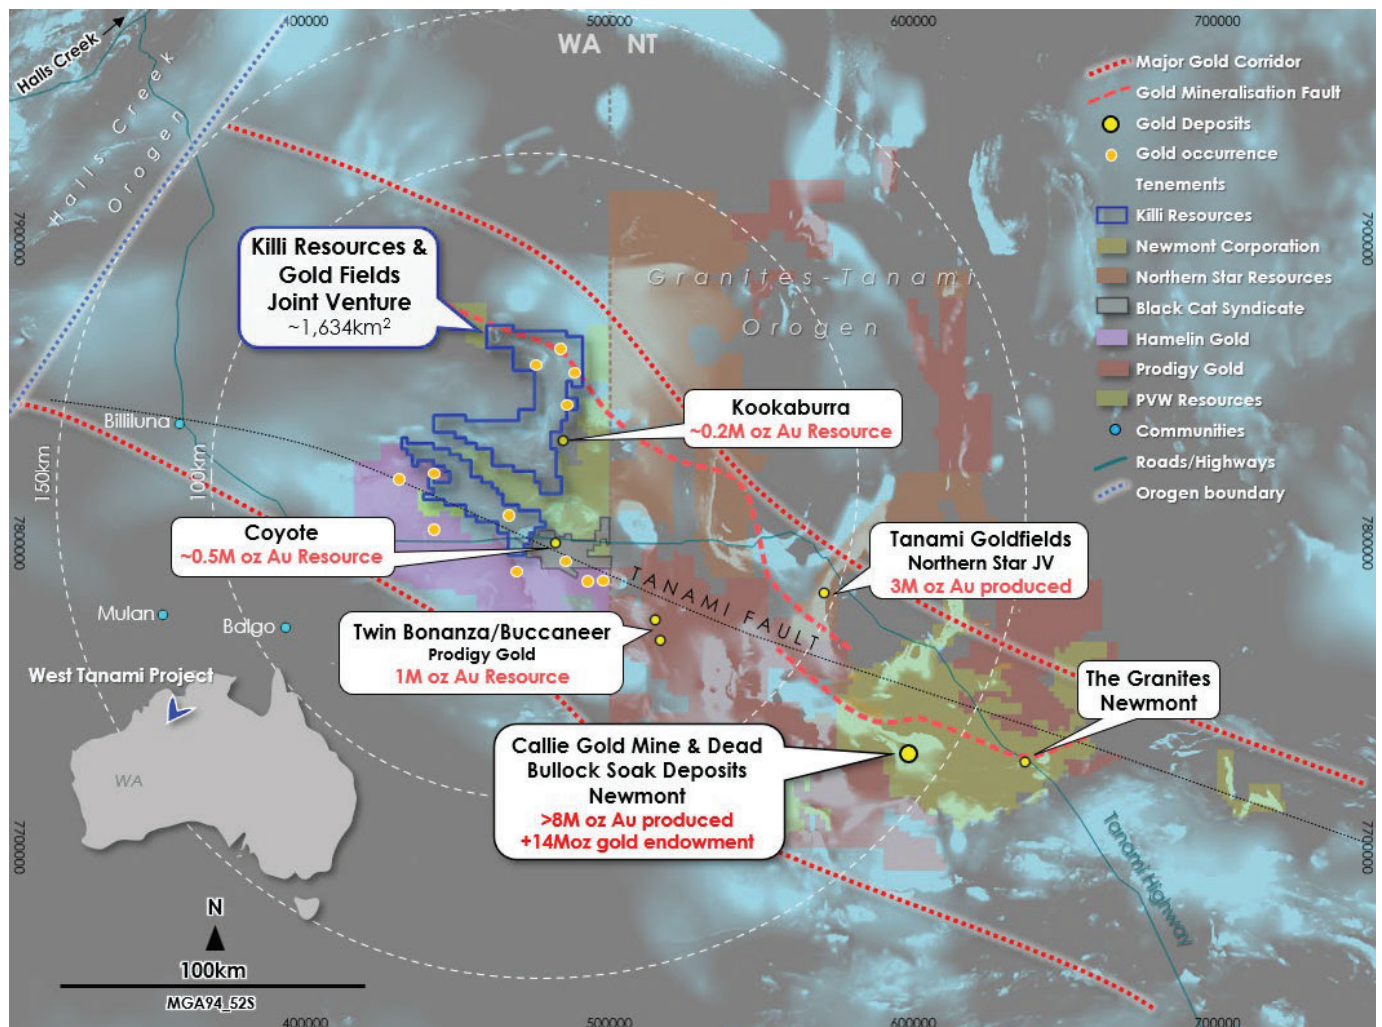 400000
500000
600000
700000
WA NT
Halls Creek
Halls Creek
Orogen
Major Gold Corridor
Gold Mineralisation Fault
Gold Deposits
Gold occurrence
Tenements
Killi Resources
Newmont Corporation
Northern Star Resources
Black Cat Syndicate
Hamelin Gold
Prodigy Gold
PVW Resources
Communities
Roads/Highways
Orogen boundary
7900000
7900000
Killi Resources &
Gold Fields
Joint Venture
~1,634km²
Granites-Tanami
Orogen
Kookaburra
~0.2M oz Au Resource
Billiluna
150km
100km
7800000
7800000
Coyote
~0.5M oz Au Resource
Tanami Goldfields
Northern Star JV
3M oz Au produced
TANAMI FAULT
Mulan
Balgo
Twin Bonanza/Buccaneer
Prodigy Gold
1M oz Au Resource
West Tanami Project
WA
The Granites
Newmont
Callie Gold Mine & Dead
Bullock Soak Deposits
Newmont
>8M oz Au produced
+14Moz gold endowment
7700000
7700000
Tanami Highway
N
100km
MGA94_52S
400000
500000
600000
700000